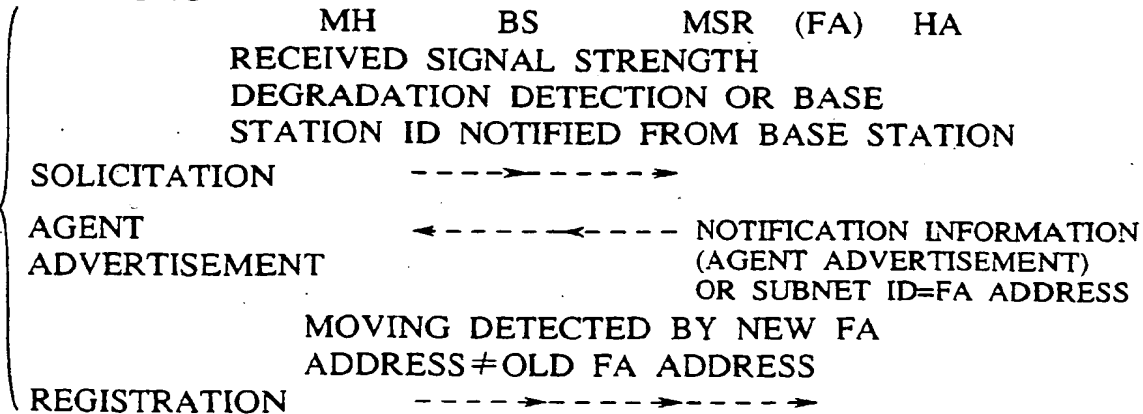 MH BS MSR (FA) HA
RECEIVED SIGNAL STRENGTH
DEGRADATION DETECTION OR BASE
STATION ID NOTIFIED FROM BASE STATION
SOLICITATION
AGENT
ADVERTISEMENT
NOTIFICATION INFORMATION
(AGENT ADVERTISEMENT)
OR SUBNET ID=FA ADDRESS
MOVING DETECTED BY NEW FA
ADDRESS≠OLD FA ADDRESS
REGISTRATION